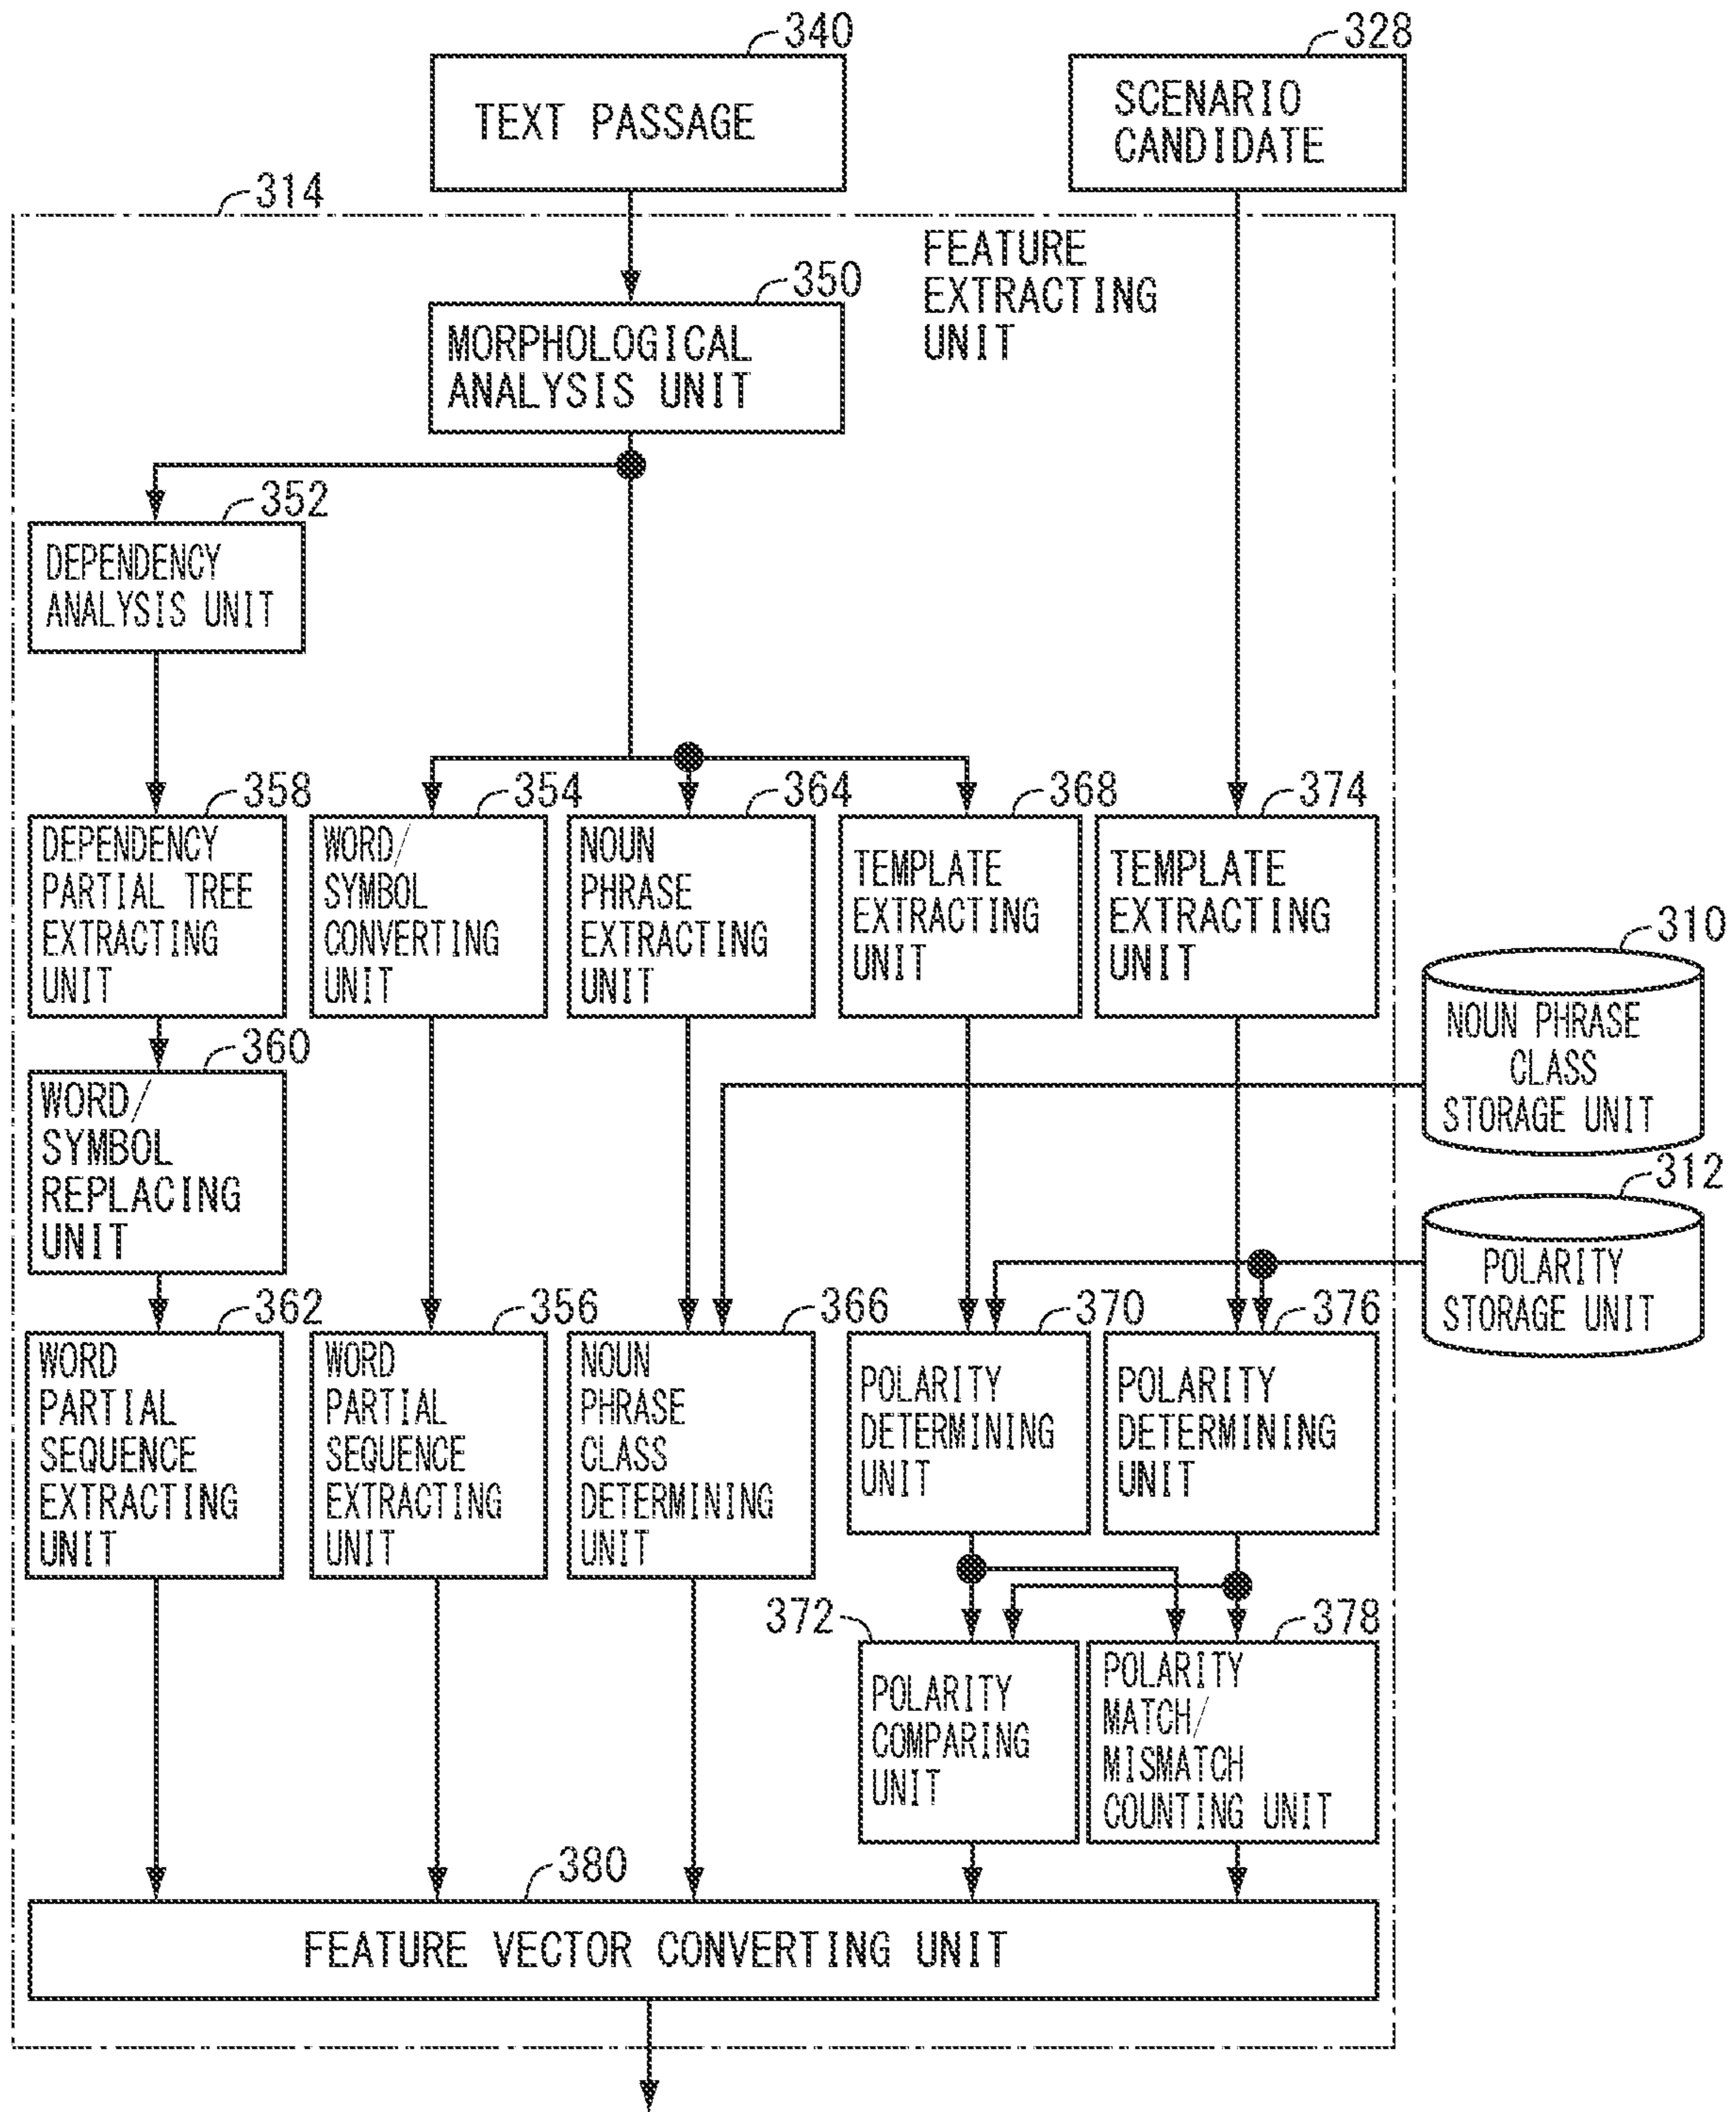 340
328
TEXT PASSAGE
SCENARIO
CANDIDATE
314
FEATURE
EXTRACTING
UNIT
350
MORPHOLOGICAL
ANALYSIS UNIT
352
DEPENDENCY
ANALYSIS UNIT
358
DEPENDENCY
PARTIAL TREE
EXTRACTING
UNIT
354
WORD/
SYMBOL
CONVERTING
UNIT
364
NOUN
PHRASE
EXTRACTING
UNIT
368
TEMPLATE
EXTRACTING
UNIT
374
TEMPLATE
EXTRACTING
UNIT
310
NOUN PHRASE
CLASS
STORAGE UNIT
360
WORD/
SYMBOL
REPLACING
UNIT
312
POLARITY
STORAGE UNIT
362
WORD
PARTIAL
SEQUENCE
EXTRACTING
UNIT
356
WORD
PARTIAL
SEQUENCE
EXTRACTING
UNIT
366
NOUN
PHRASE
CLASS
DETERMINING
UNIT
370
POLARITY
DETERMINING
UNIT
376
POLARITY
DETERMINING
UNIT
372
POLARITY
COMPARING
UNIT
378
POLARITY
MATCH/
MISMATCH
COUNTING UNIT
380
FEATURE VECTOR CONVERTING UNIT